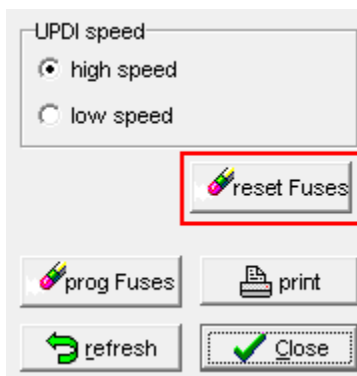 UPDI speed
high speed
low speed
reset Fuses
prog Fuses
print
refresh
Close